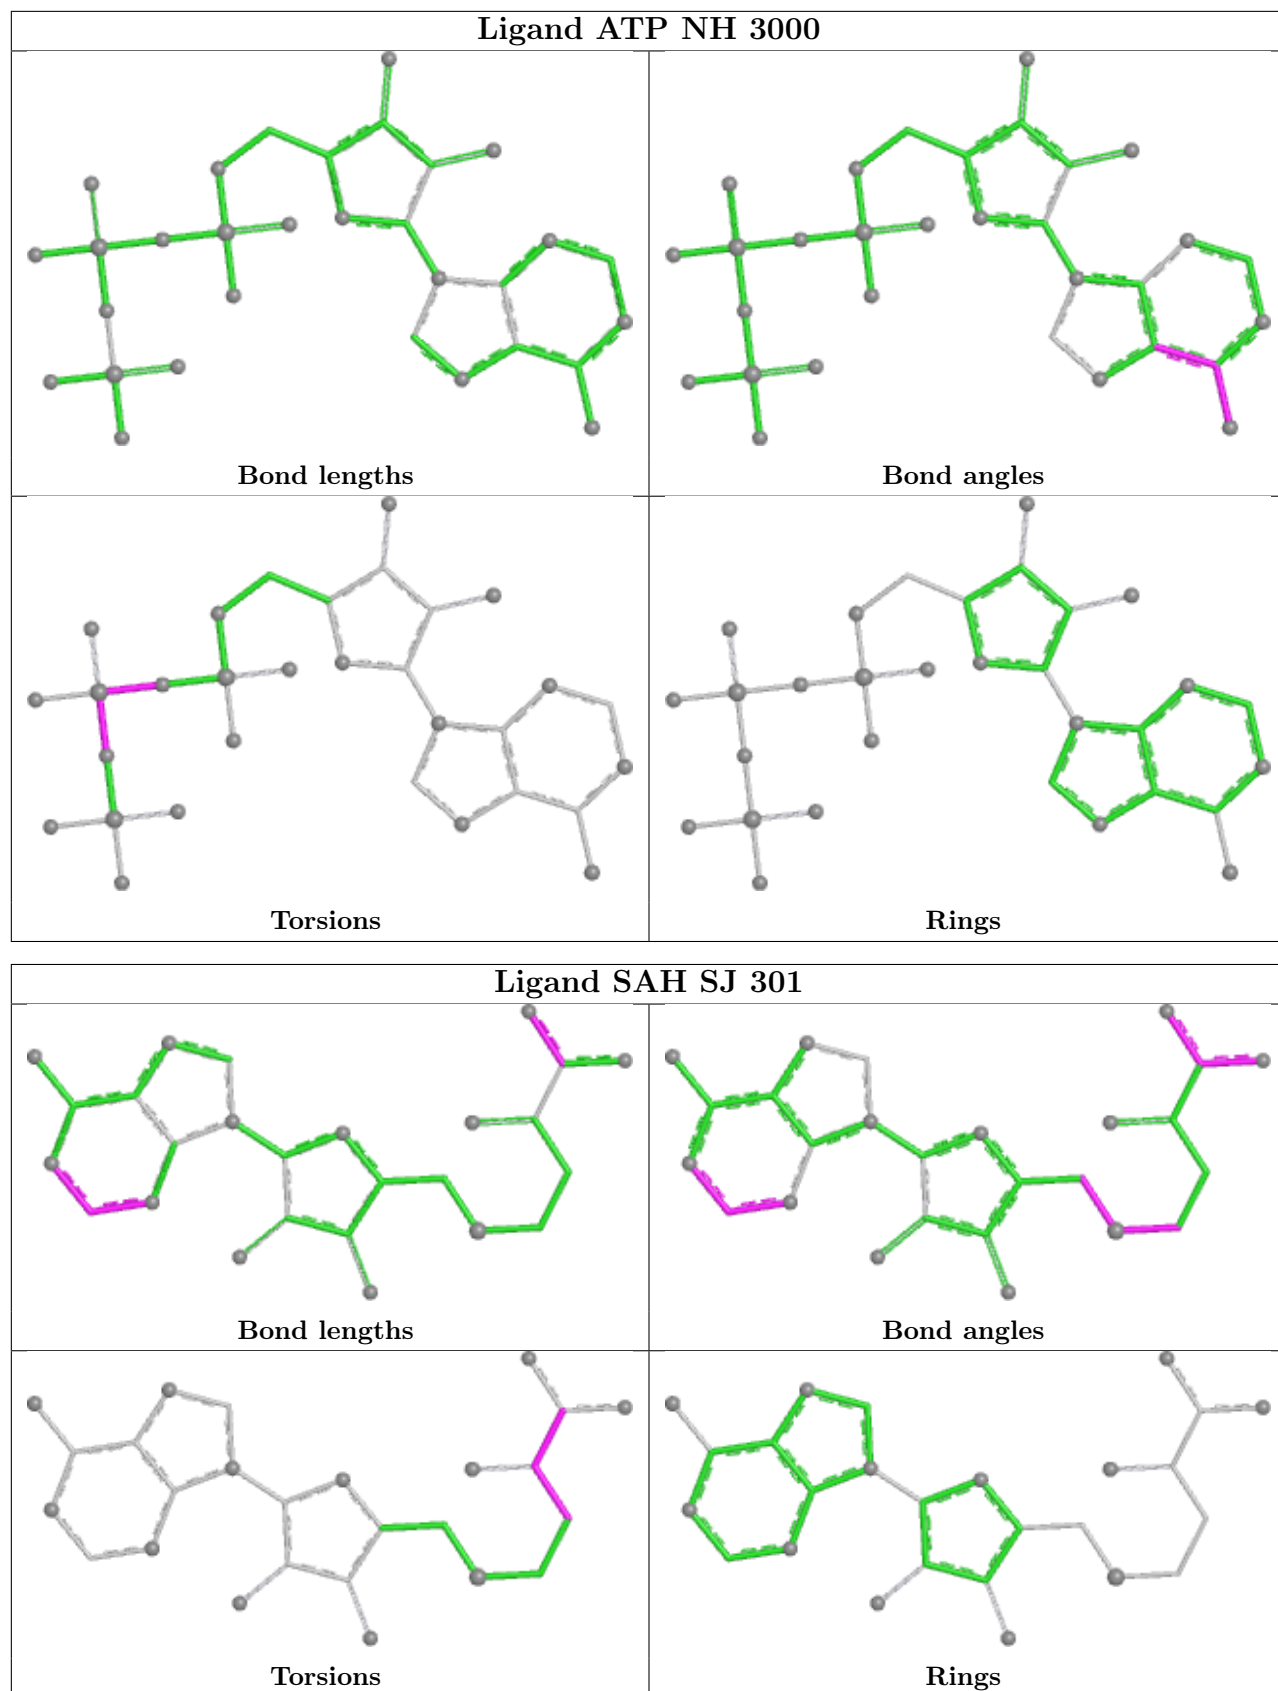 Ligand ATP NH 3000
Bond lengths
Bond angles
Torsions
Rings
Ligand SAH SJ 301
Bond lengths
Bond angles
Torsions
Rings